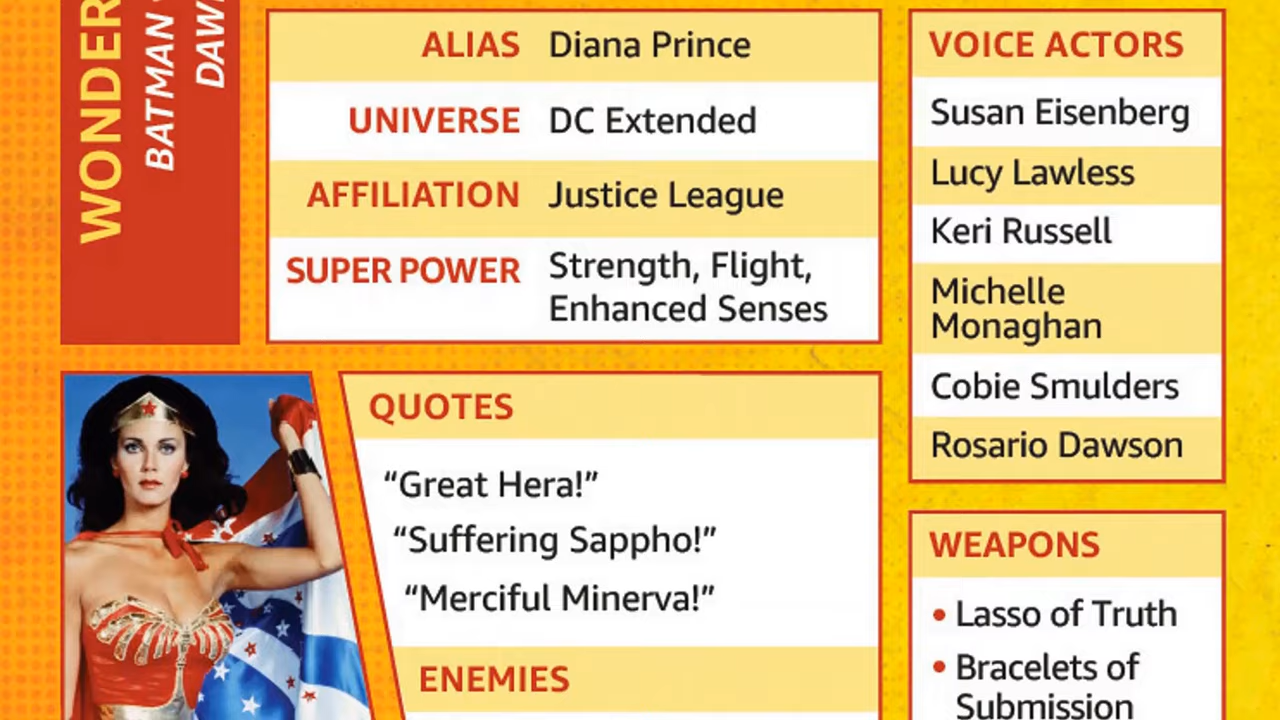 WONDER
BATMAN
DAW
ALIAS Diana Prince
UNIVERSE DC Extended
AFFILIATION Justice League
SUPER POWER Strength, Flight,
Enhanced Senses
VOICE ACTORS
Susan Eisenberg
Lucy Lawless
Keri Russell
Michelle
Monaghan
Cobie Smulders
Rosario Dawson
QUOTES
“Great Hera!”
“Suffering Sappho!”
“Merciful Minerva!”
ENEMIES
WEAPONS
• Lasso of Truth
• Bracelets of
Submission